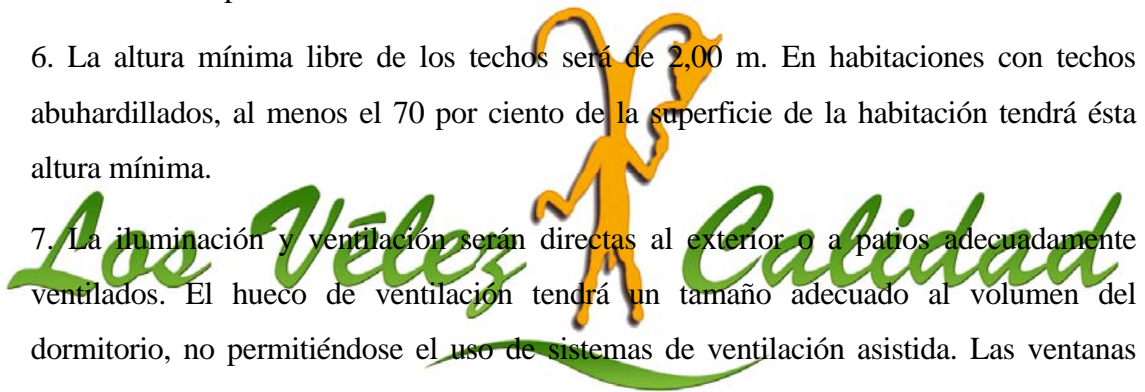 6. La altura mínima libre de los techos será de 2,00 m. En habitaciones con techos
abuhardillados, al menos el 70 por ciento de la superficie de la habitación tendrá ésta
altura mínima.
Los Vélez Calidad
7. La iluminación y ventilación serán directas al exterior o a patios adecuadamente
ventilados. El hueco de ventilación tendrá un tamaño adecuado al volumen del
dormitorio, no permitiéndose el uso de sistemas de ventilación asistida. Las ventanas